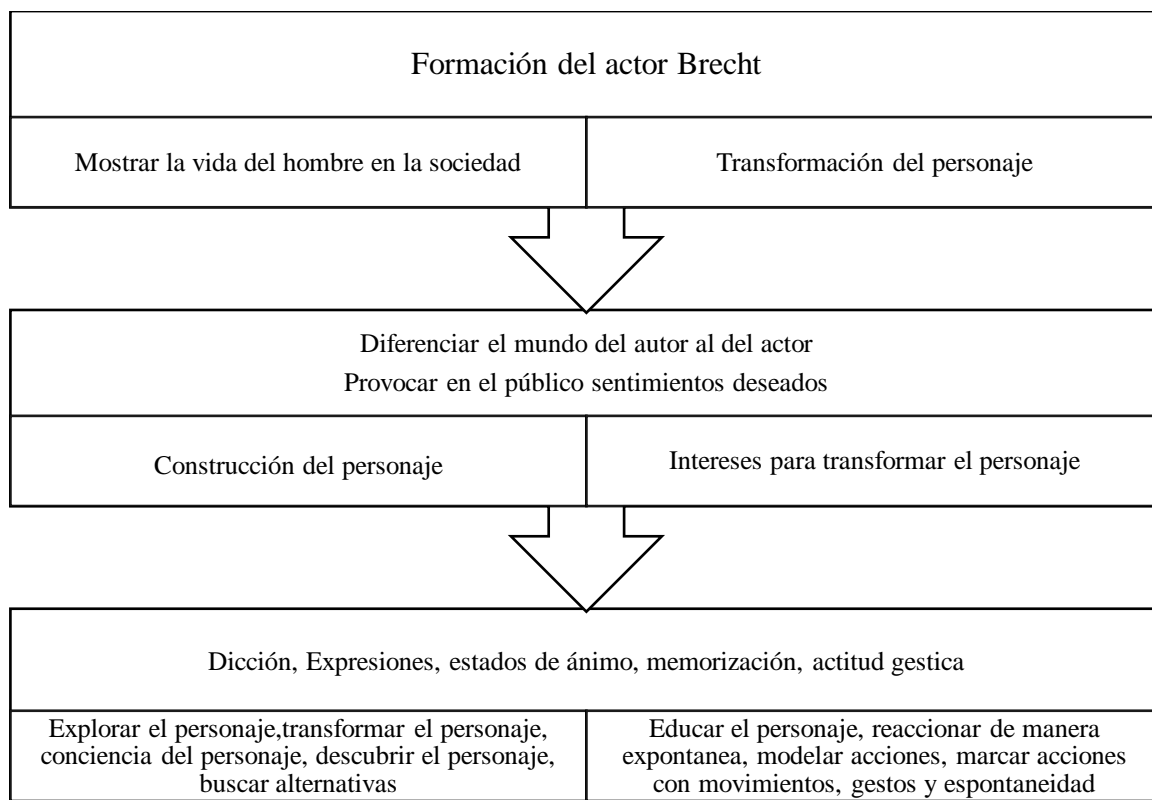 Formación del actor Brecht
Mostrar la vida del hombre en la sociedad
Transformación del personaje
Diferenciar el mundo del autor al del actor
Provocar en el público sentimientos deseados
Construcción del personaje
Intereses para transformar el personaje
Dicción, Expresiones, estados de ánimo, memorización, actitud gestica
Explorar el personaje,transformar el personaje,
conciencia del personaje, descubrir el personaje,
buscar alternativas
Educar el personaje, reaccionar de manera
expontanea, modelar acciones, marcar acciones
con movimientos, gestos y espontaneidad